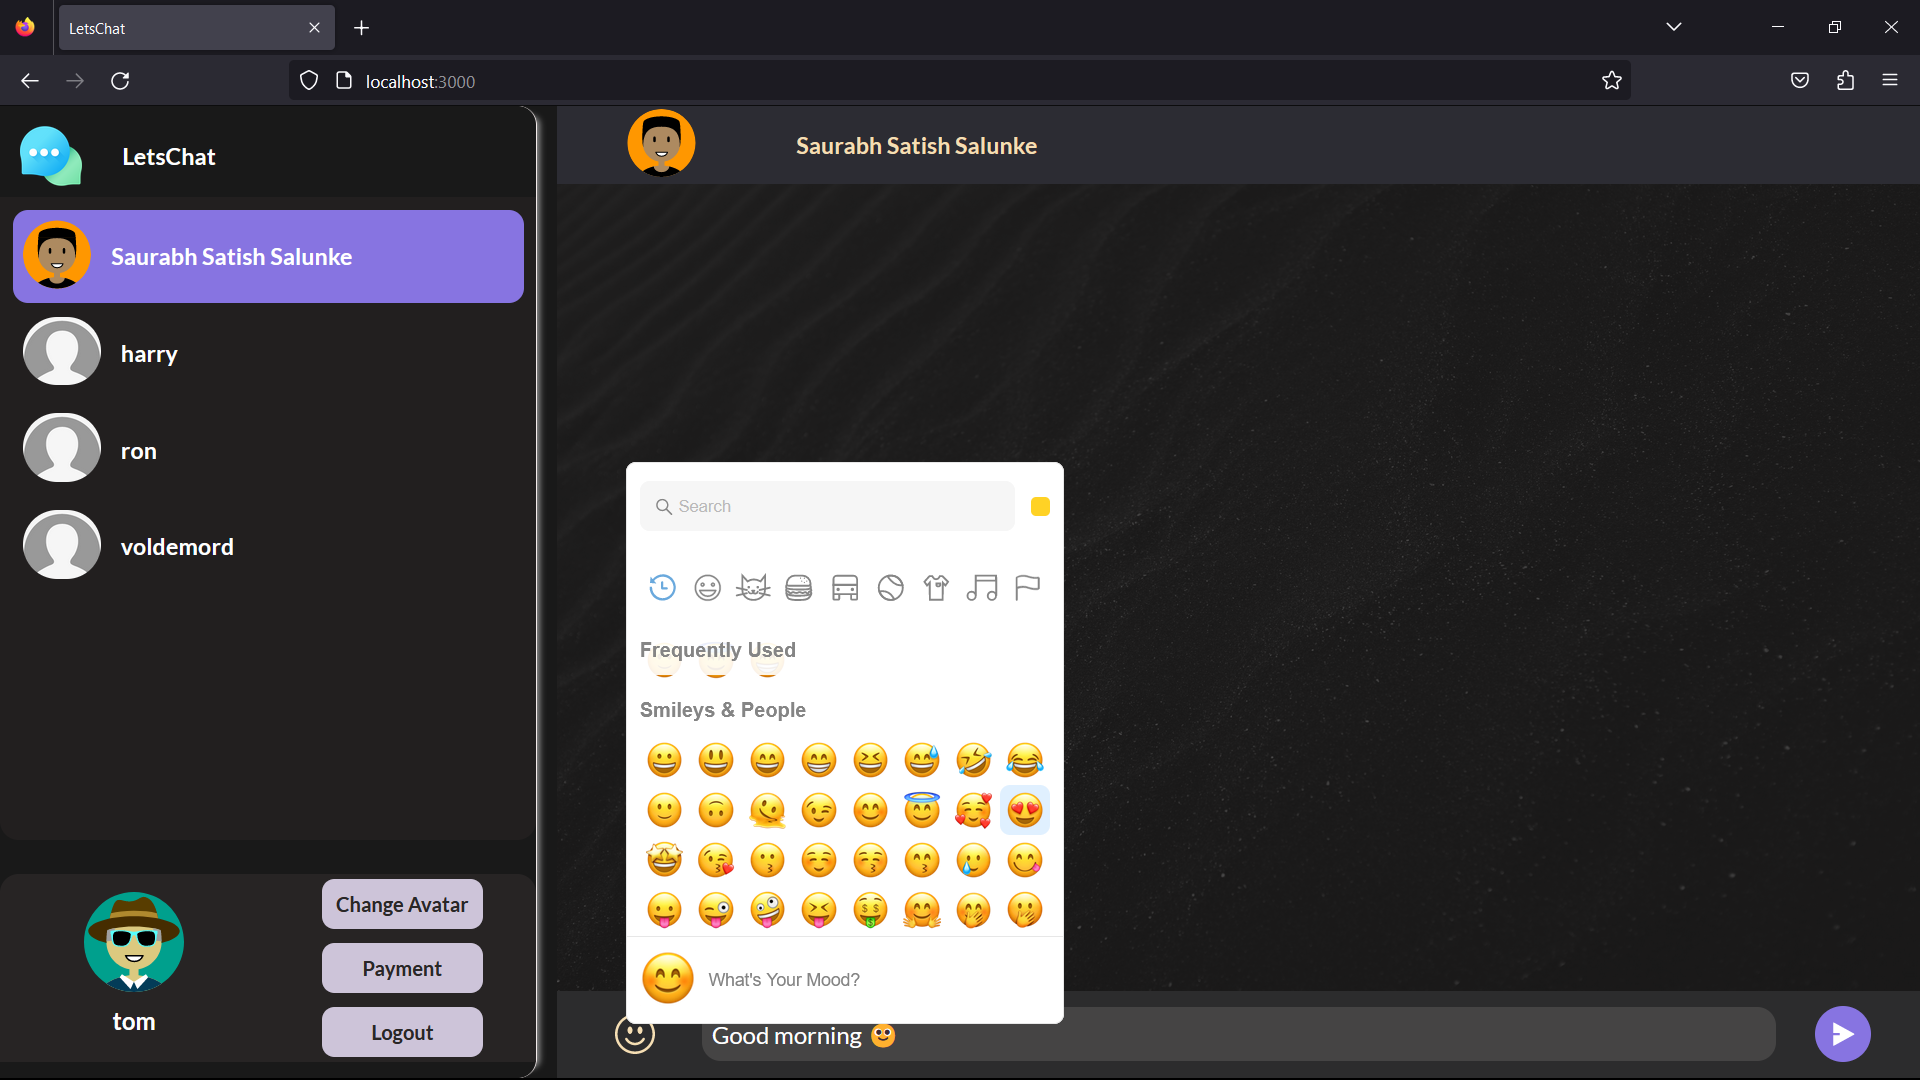 LetsChat
localhost:3000
LetsChat
Saurabh Satish Salunke
harry
ron
voldemord
Change Avatar
Payment
Logout
tom
Saurabh Satish Salunke
Search
Frequently Used
Smileys & People
What's Your Mood?
Good morning 😊